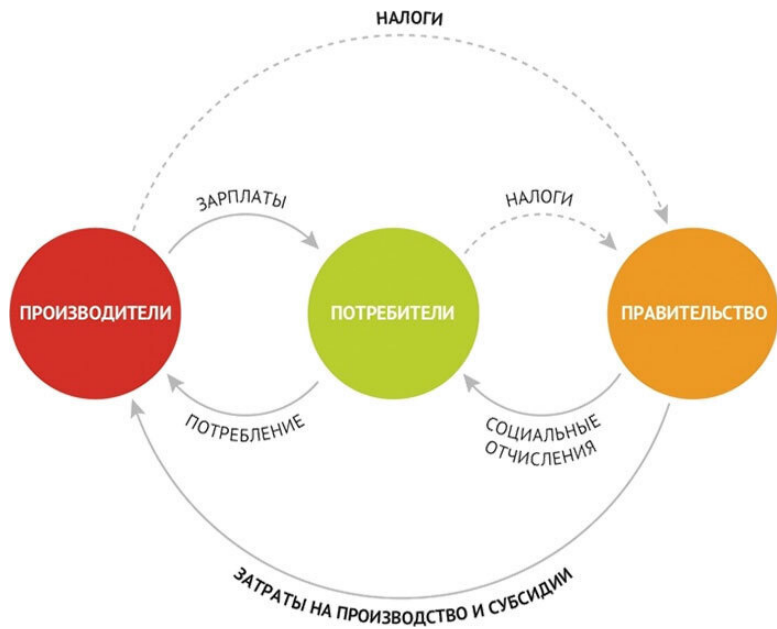 НАЛОГИ
ЗАРПЛАТЫ
НАЛОГИ
ПРОИЗВОДИТЕЛИ
ПОТРЕБИТЕЛИ
ПРАВИТЕЛЬСТВО
ПОТРЕБЛЕНИЕ
СОЦИАЛЬНЫЕ
ОТЧИСЛЕНИЯ
ЗАТРАТЫ НА ПРОИЗВОДСТВО И СУБСИДИИ